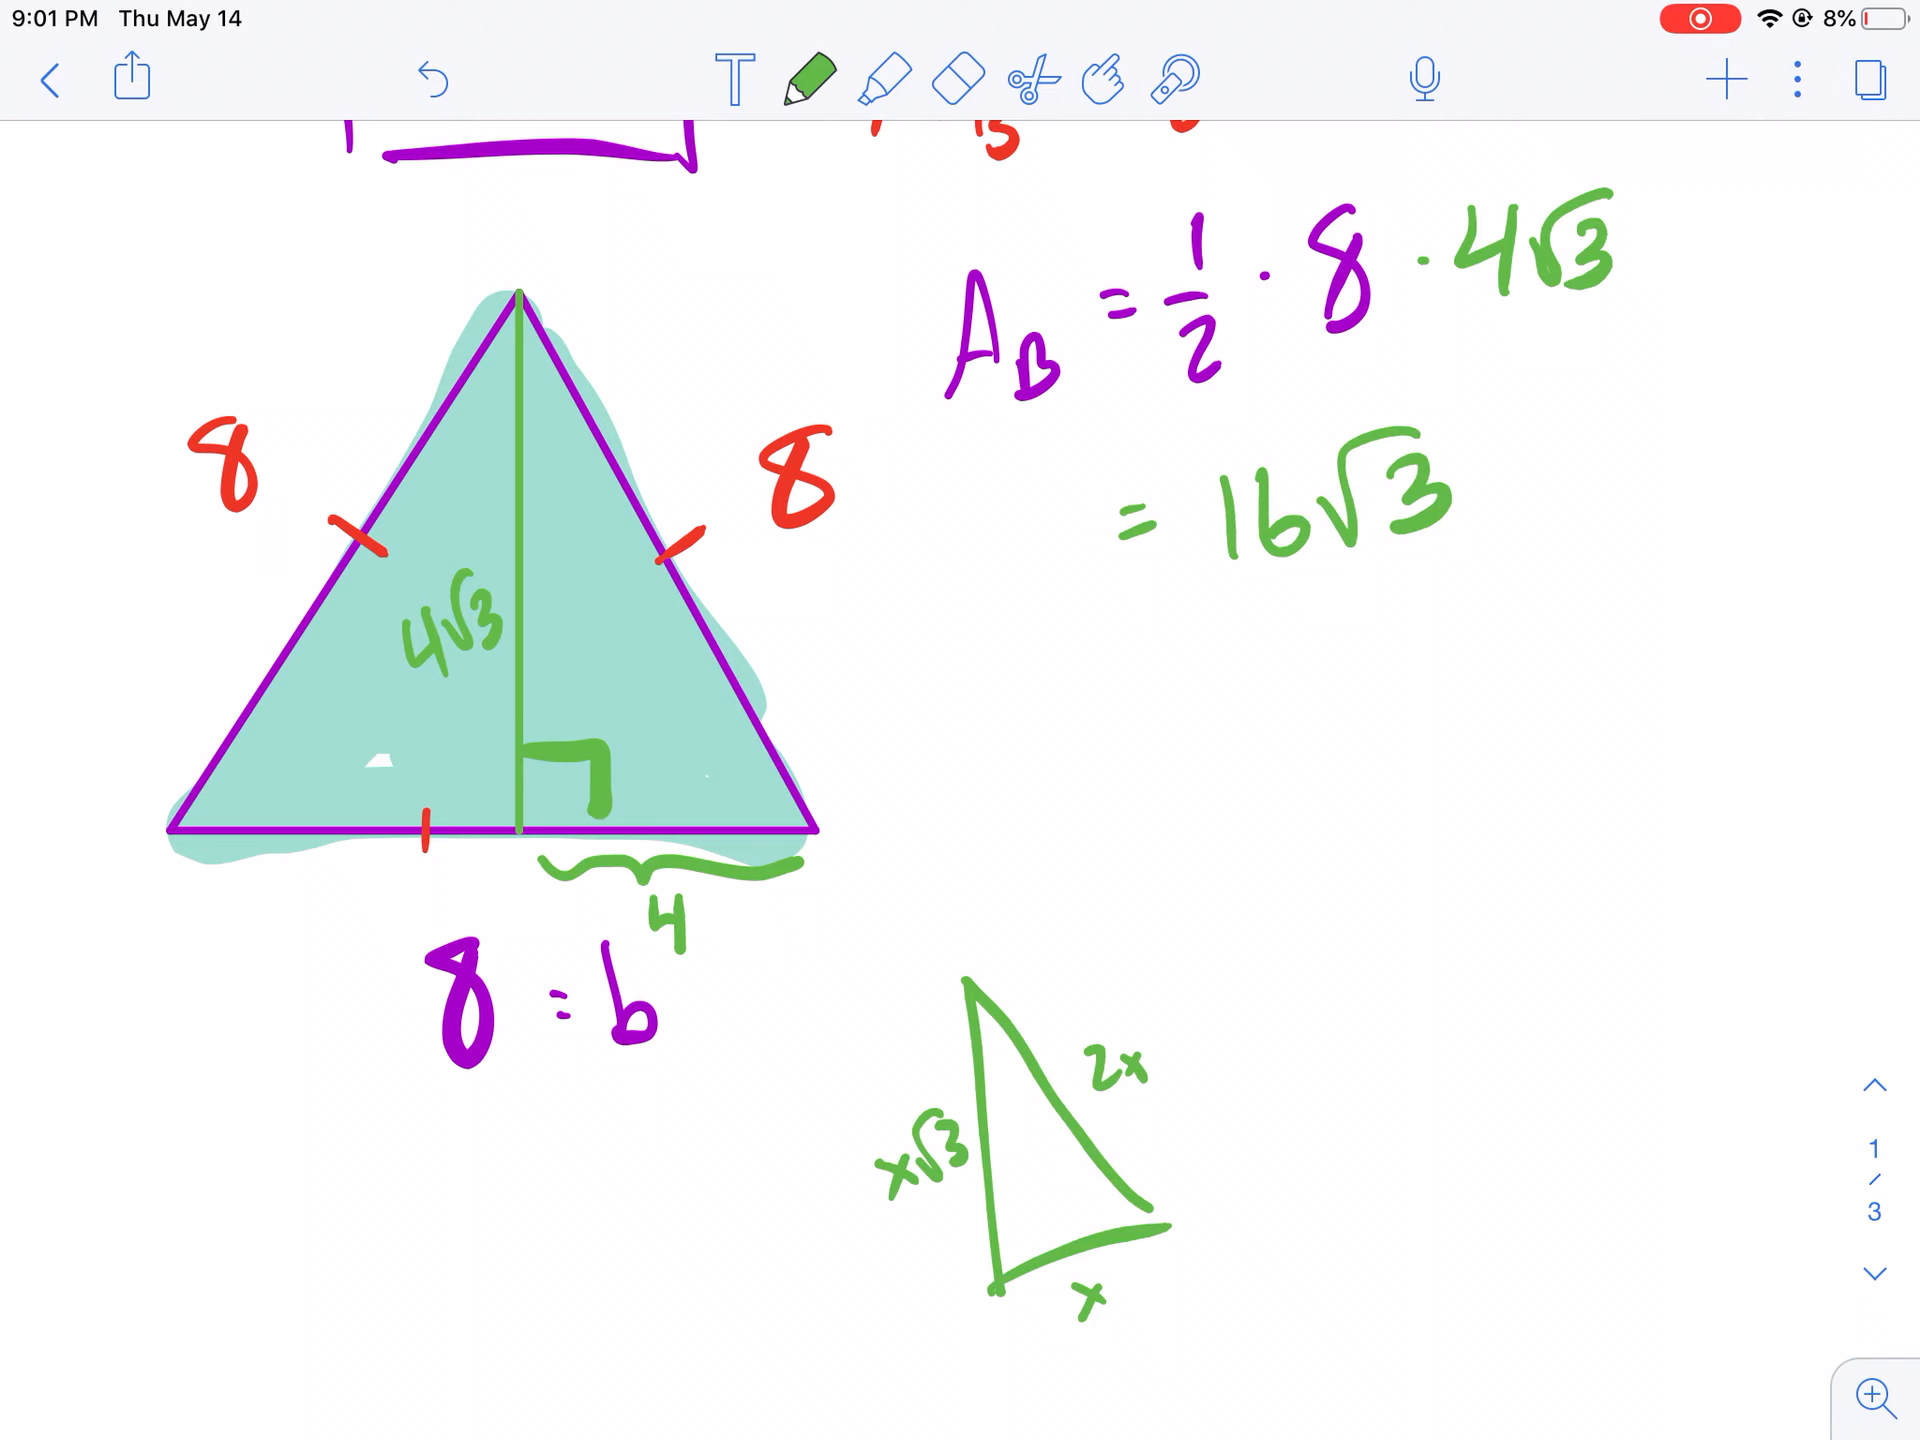 9:01 PM Thu May 14
8%
A_B = 1/2 · 8 · 4√3
= 16√3
8
8
4√3
4
8 = b
2x
x√3
x
1
/
3